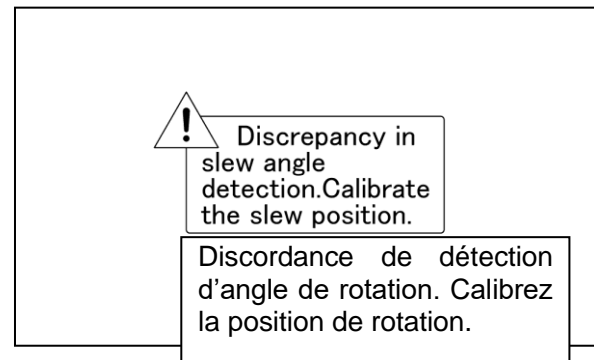 !
Discrepancy in
slew angle
detection.Calibrate
the slew position.
Discordance de détection
d’angle de rotation. Calibrez
la position de rotation.